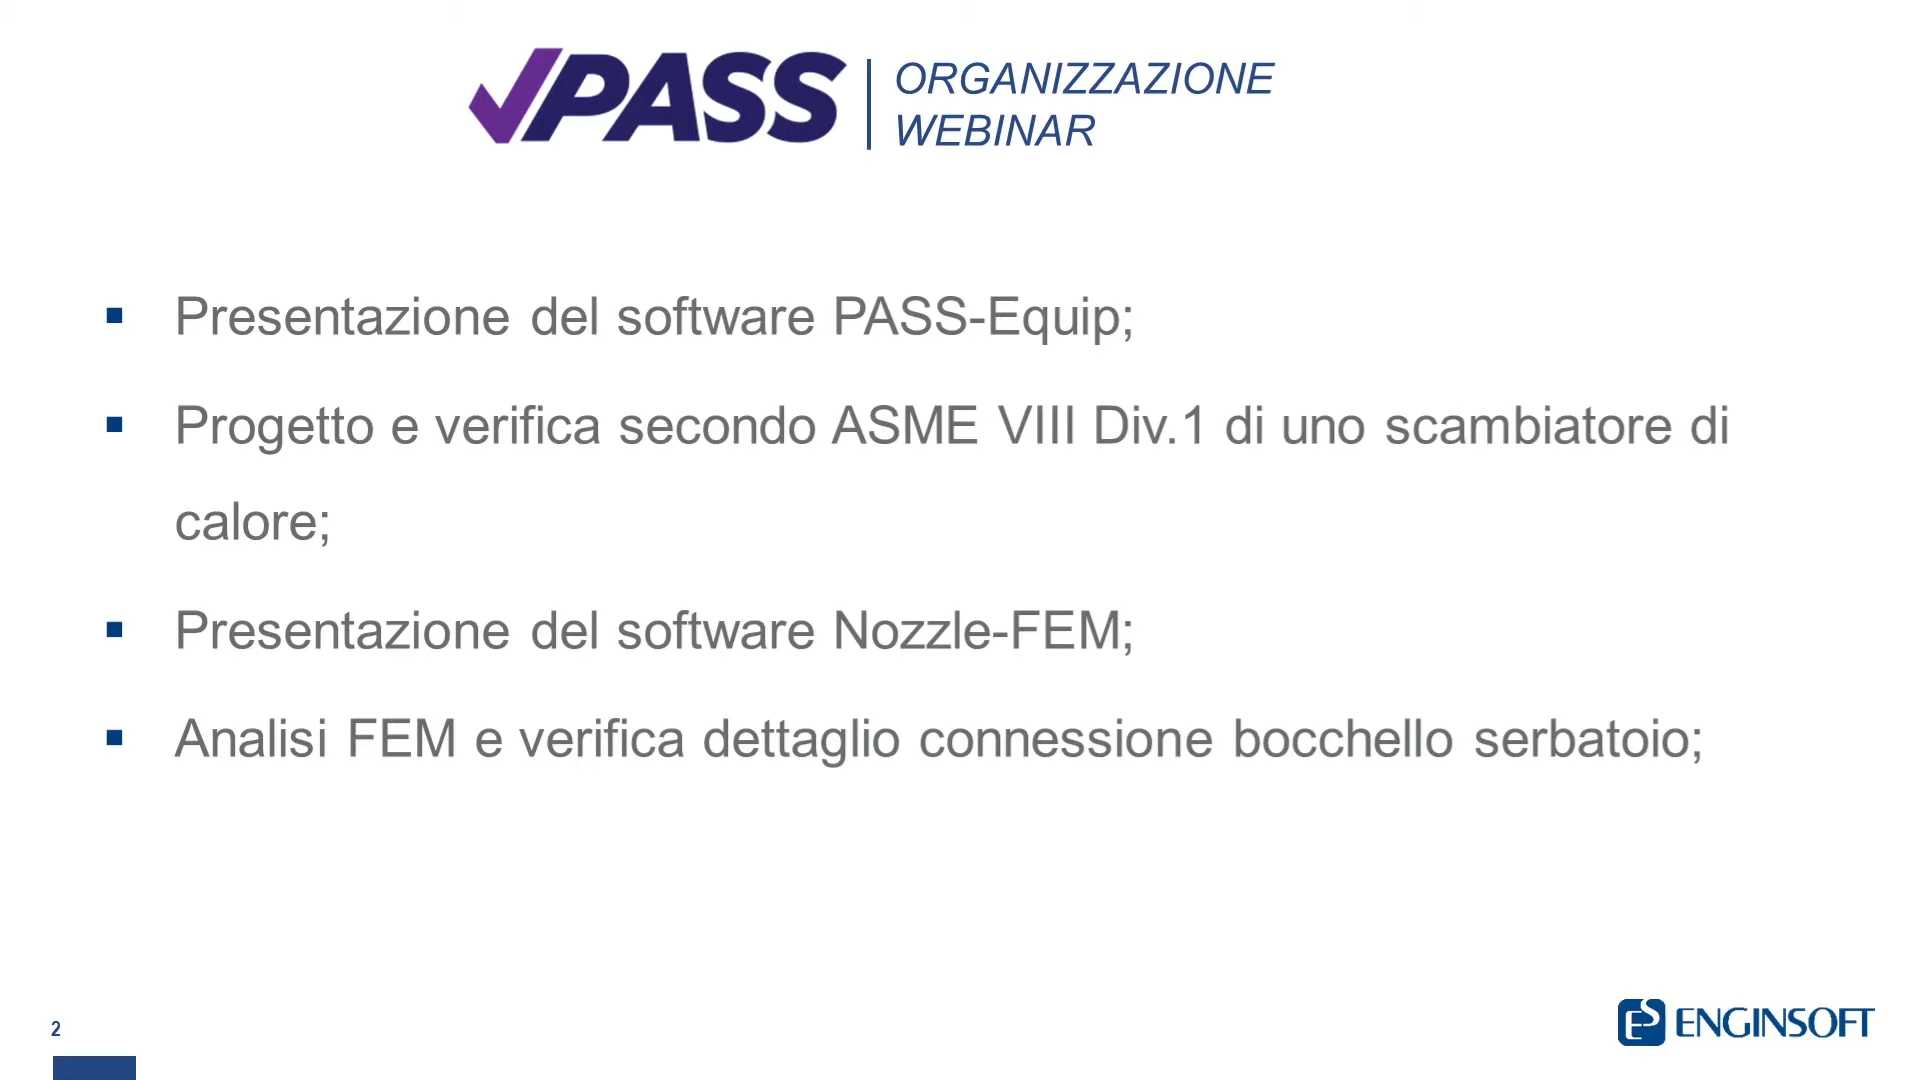 PASS
ORGANIZZAZIONE
WEBINAR
▪ Presentazione del software PASS-Equip;
▪ Progetto e verifica secondo ASME VIII Div.1 di uno scambiatore di
calore;
▪ Presentazione del software Nozzle-FEM;
▪ Analisi FEM e verifica dettaglio connessione bocchello serbatoio;
2
ES ENGINSOFT